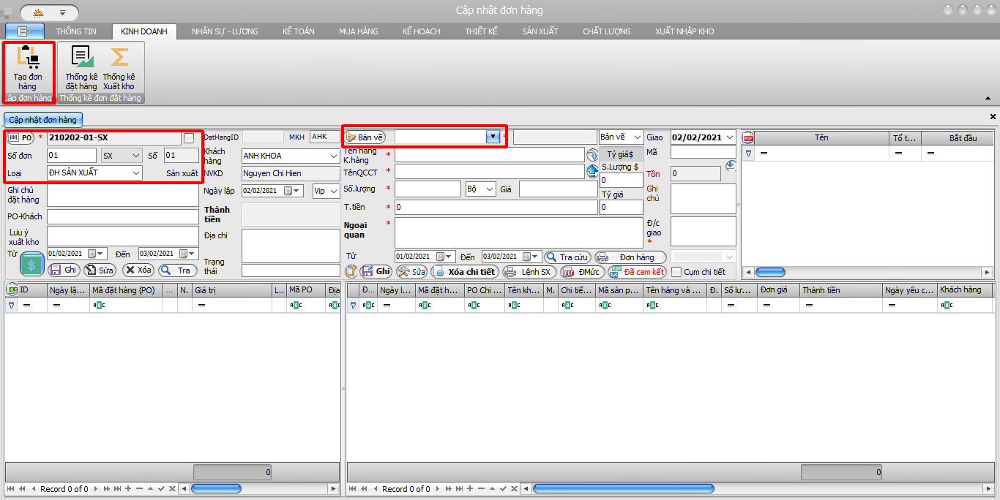 Cập nhật đơn hàng
THÔNG TIN KINH DOANH NHÂN SỰ - LƯƠNG KẾ TOÁN MUA HÀNG KẾ HOẠCH THIẾT KẾ SẢN XUẤT CHẤT LƯỢNG XUẤT NHẬP KHO
Tạo đơn hàng
Thống kê đặt hàng
Thống kê Xuất kho
Lập đơn hàng Thống kê đơn đặt hàng
Cập nhật đơn hàng
PO * 210202-01-SX DatHangID MKH AHK Bản vẽ * Bản vẽ Giao 02/02/2021
Số đơn 01 SX Số 01 Khách hàng ANH KHOA Tên hàng K.hàng * Tỷ giá$ Mã
Loại ĐH SẢN XUẤT Sản xuất NVKD Nguyen Chi Hien TênQCCT * S.Lượng $ 0 Tồn 0
Ghi chú đặt hàng Ngày lập 02/02/2021 Vip Số.lượng * Bộ Giá Tỷ giá Ghi chú
PO-Khách Thành tiền T.tiền * 0 0
Lưu ý xuất kho Địa chỉ Ngoại quan * Đ/c giao *
Từ 01/02/2021 Đến 03/02/2021 Trạng thái Từ 01/02/2021 Đến 03/02/2021 Tra cứu Đơn hàng
Ghi Sửa Xóa Tra Ghi Sửa Xóa chi tiết Lệnh SX ĐMức Đã cam kết Cụm chi tiết
PDF Tên Tổ t... Bắt đầu
= = =
XLS ID Ngày lậ... Mã đặt hàng (PO) ... N. Giá trị L.. Mã PO Địa
= = =
Đ... Ngày l... Mã đặt h... PO Chi ... Tên kh... M. Chi tiế... Mã sản p... Tên hàng và ... Đ. Số lư... Đơn giá Thành tiền Ngày yêu c... Khách hàng
= = = = =
0
0
Record 0 of 0
Record 0 of 0